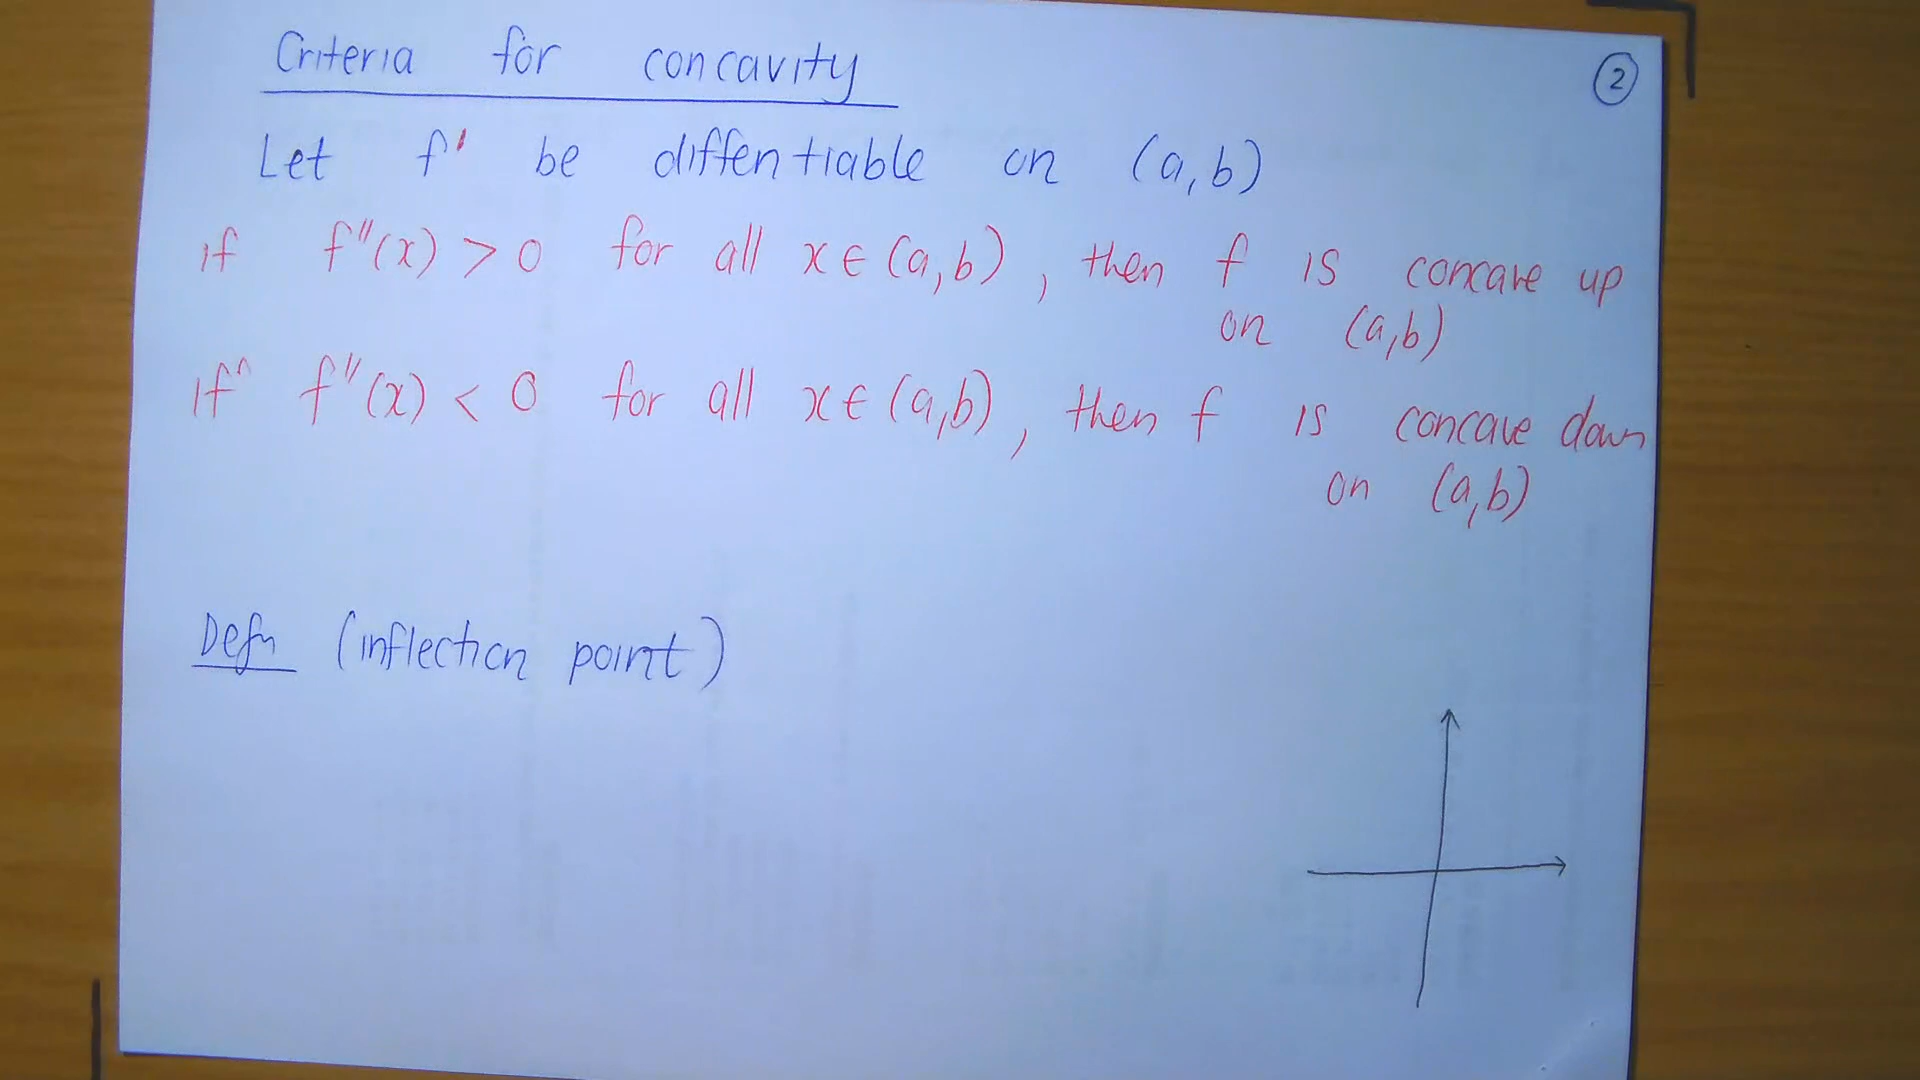 Criteria for concavity
②
Let f' be diffentiable on (a,b)
if f''(x) > 0 for all x ∈ (a,b), then f is concave up
on (a,b)
If f''(x) < 0 for all x ∈ (a,b), then f is concave down
on (a,b)
Defn (inflection point)